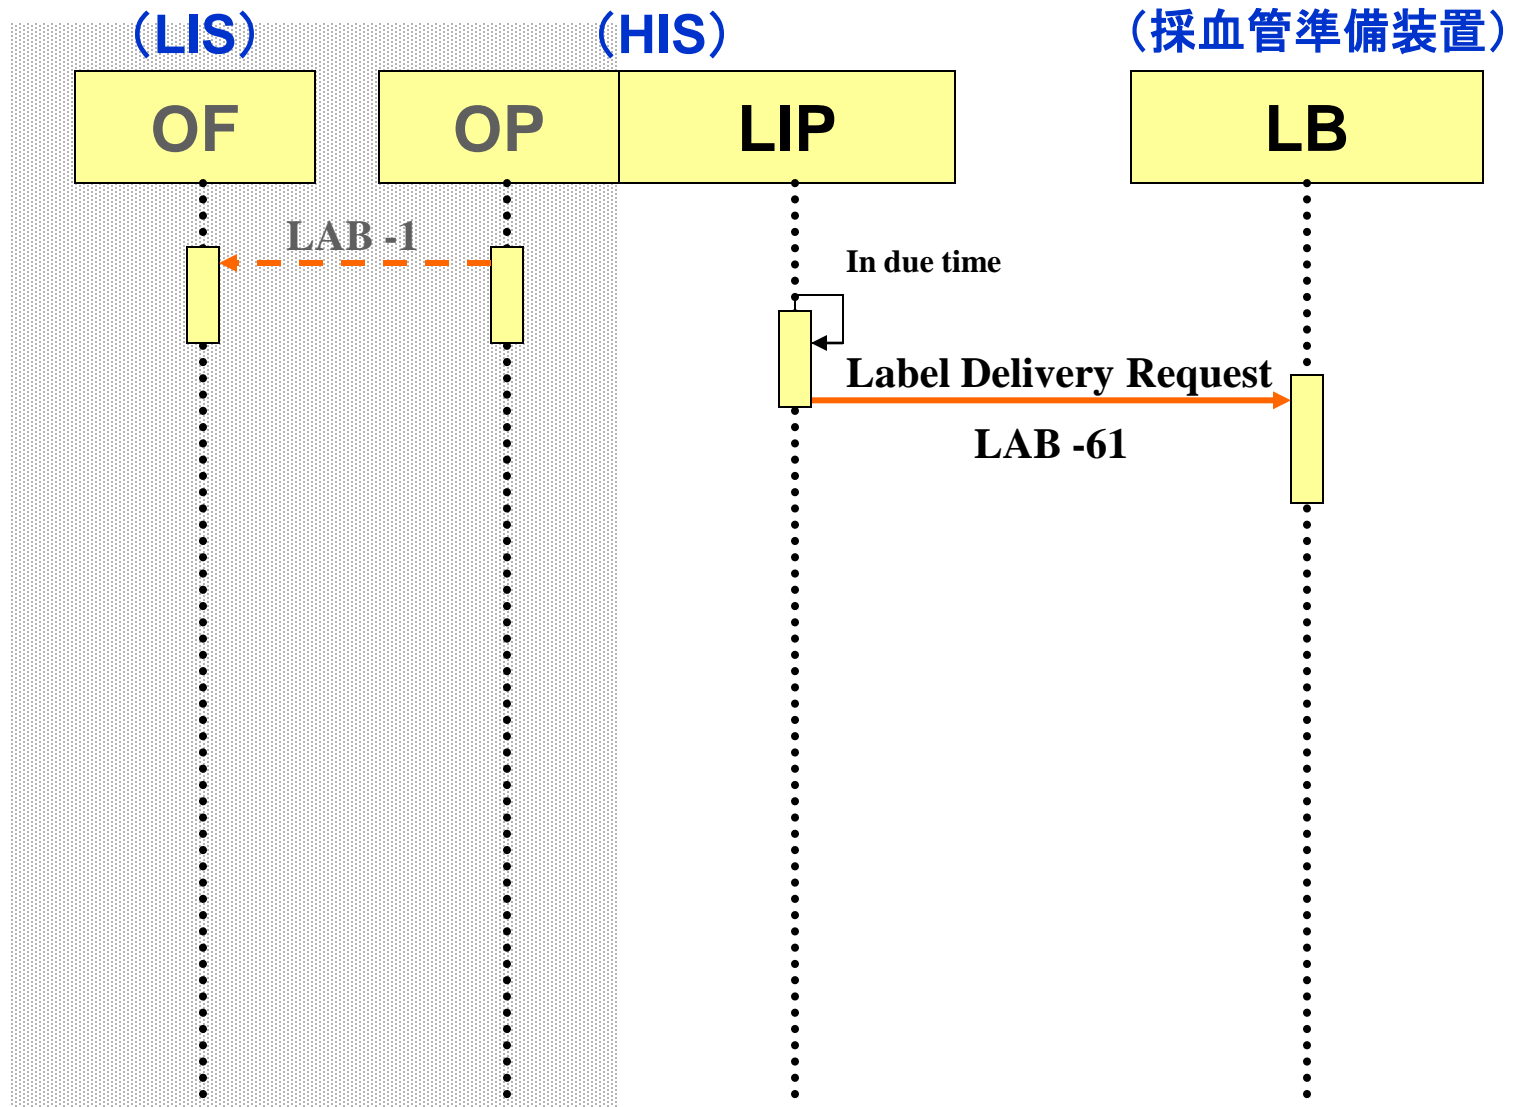 （LIS）
（HIS）
（採血管準備装置）
OF
OP
LIP
LB
LAB -1
In due time
Label Delivery Request
LAB -61